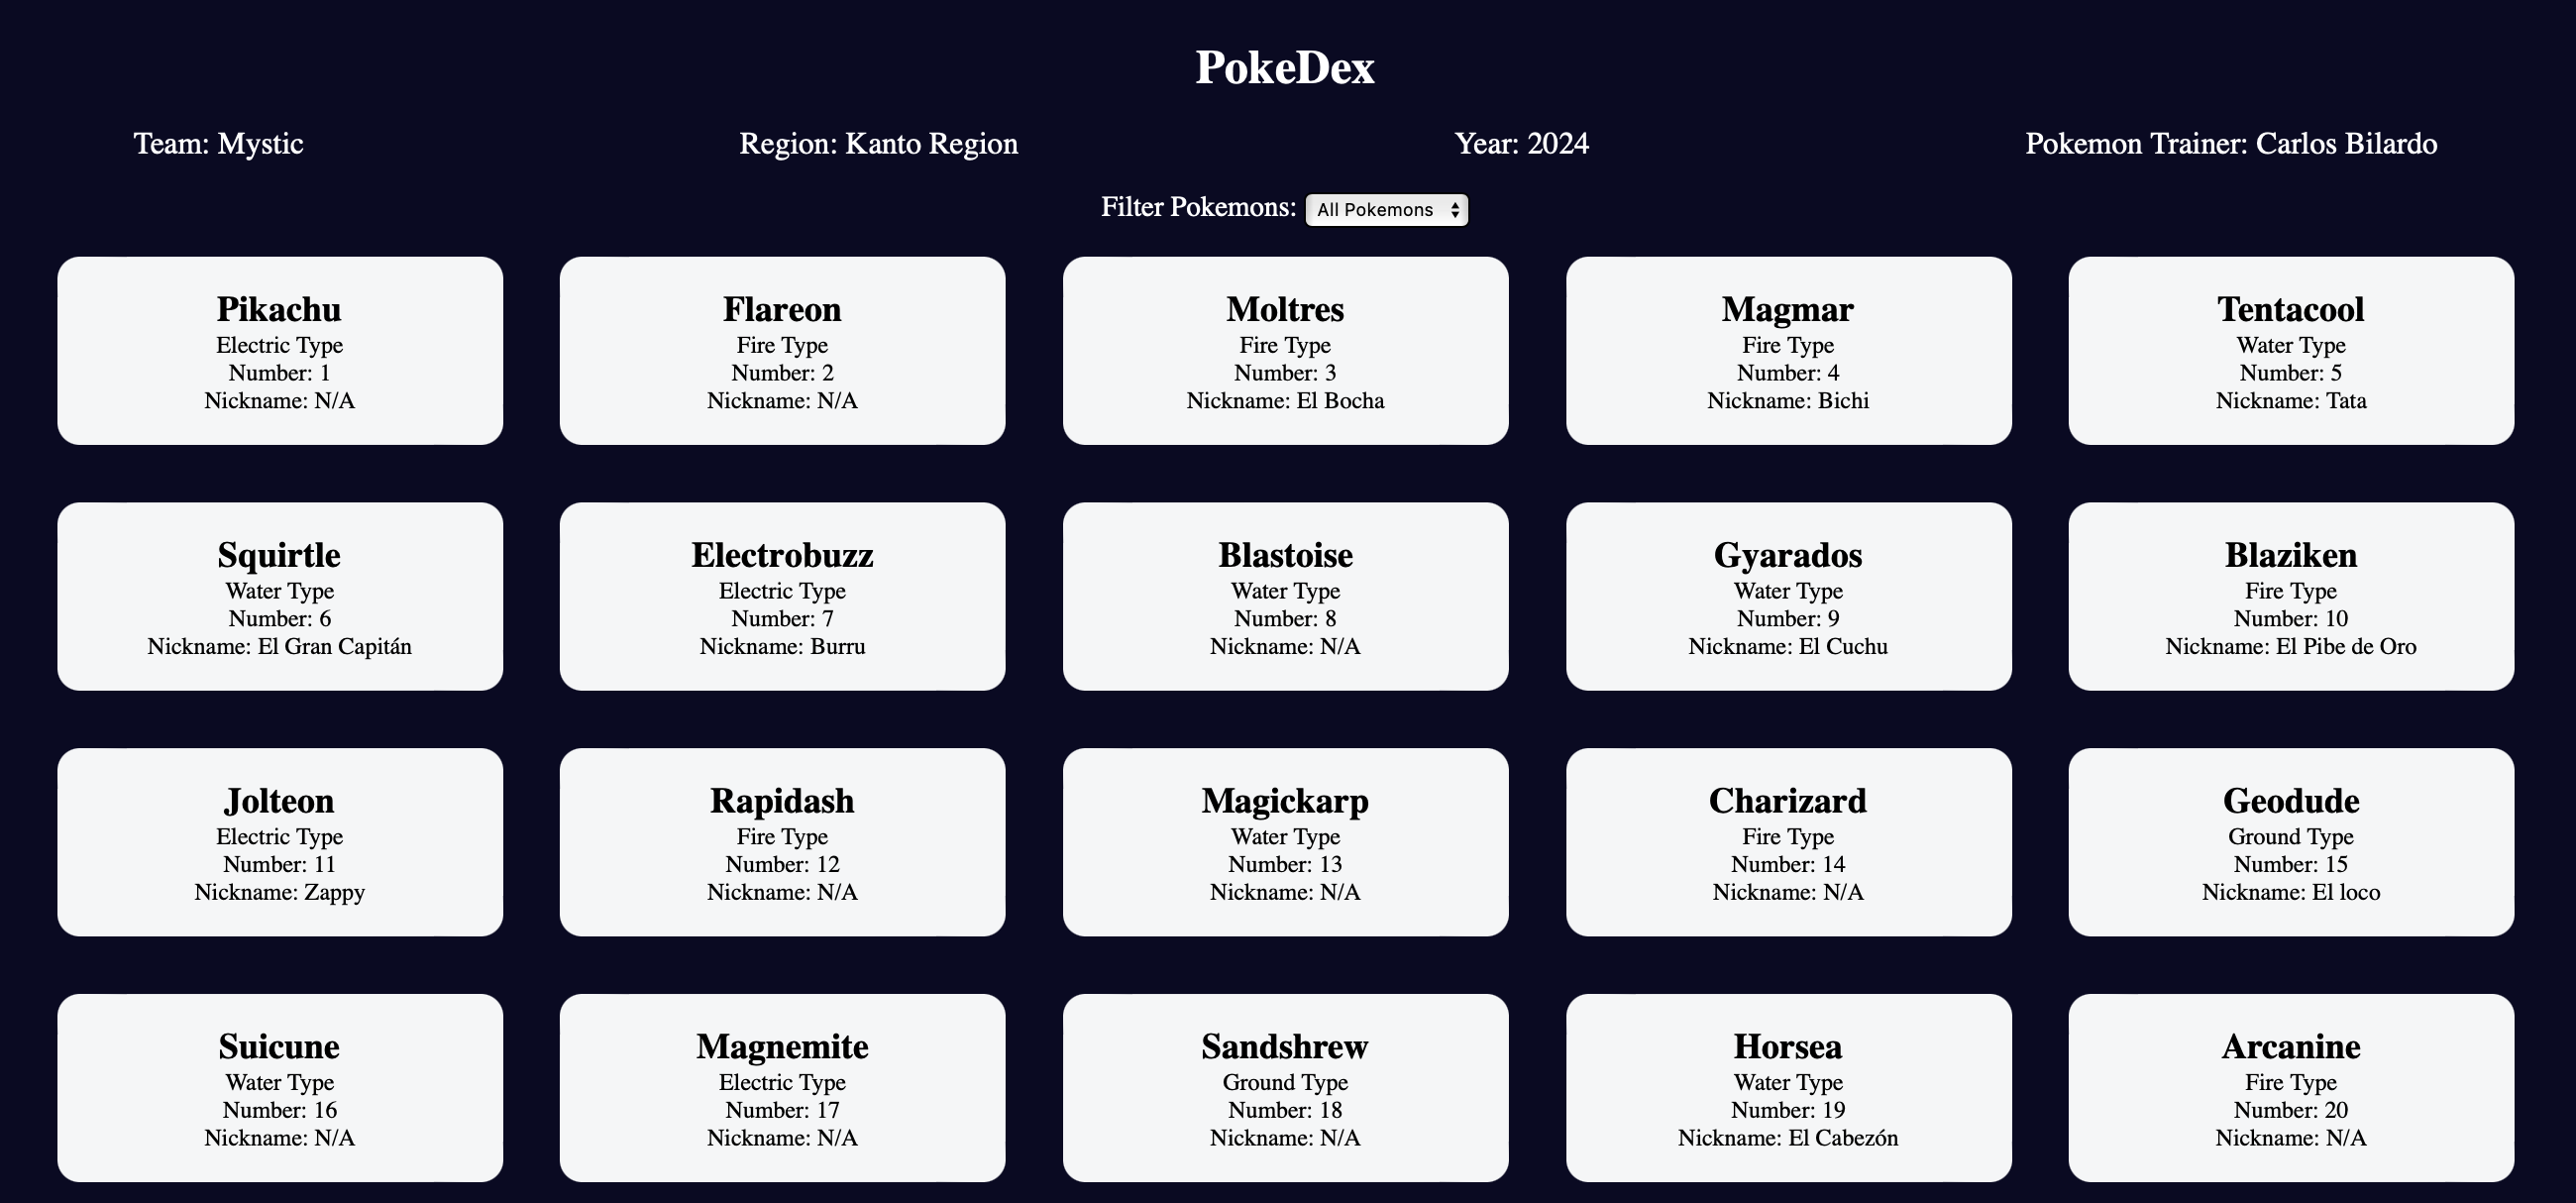 PokeDex
Team: Mystic
Region: Kanto Region
Year: 2024
Pokemon Trainer: Carlos Bilardo
Filter Pokemons: All Pokemons
Pikachu
Electric Type
Number: 1
Nickname: N/A
Flareon
Fire Type
Number: 2
Nickname: N/A
Moltres
Fire Type
Number: 3
Nickname: El Bocha
Magmar
Fire Type
Number: 4
Nickname: Bichi
Tentacool
Water Type
Number: 5
Nickname: Tata
Squirtle
Water Type
Number: 6
Nickname: El Gran Capitán
Electrobuzz
Electric Type
Number: 7
Nickname: Burru
Blastoise
Water Type
Number: 8
Nickname: N/A
Gyarados
Water Type
Number: 9
Nickname: El Cuchu
Blaziken
Fire Type
Number: 10
Nickname: El Pibe de Oro
Jolteon
Electric Type
Number: 11
Nickname: Zappy
Rapidash
Fire Type
Number: 12
Nickname: N/A
Magickarp
Water Type
Number: 13
Nickname: N/A
Charizard
Fire Type
Number: 14
Nickname: N/A
Geodude
Ground Type
Number: 15
Nickname: El loco
Suicune
Water Type
Number: 16
Nickname: N/A
Magnemite
Electric Type
Number: 17
Nickname: N/A
Sandshrew
Ground Type
Number: 18
Nickname: N/A
Horsea
Water Type
Number: 19
Nickname: El Cabezón
Arcanine
Fire Type
Number: 20
Nickname: N/A